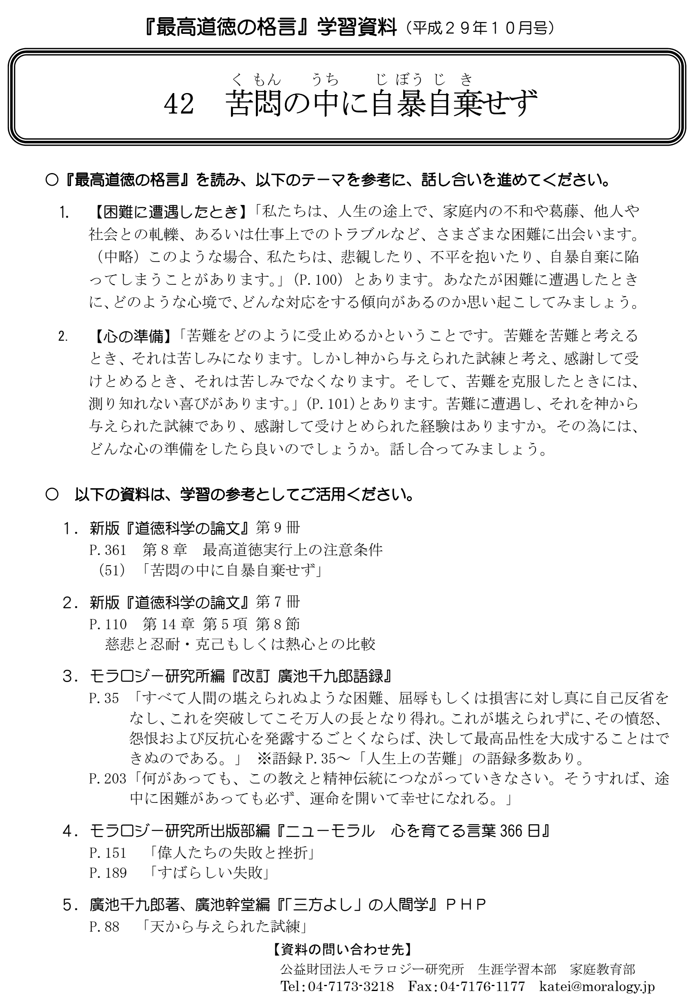 『最高道徳の格言』学習資料（平成２９年１０月号）
く もん うち じ ぼう じ き
42　苦悶の中に自暴自棄せず
○『最高道徳の格言』を読み、以下のテーマを参考に、話し合いを進めてください。
1.　【困難に遭遇したとき】「私たちは、人生の途上で、家庭内の不和や葛藤、他人や
社会との軋轢、あるいは仕事上でのトラブルなど、さまざまな困難に出会います。
（中略）このような場合、私たちは、悲観したり、不平を抱いたり、自暴自棄に陥
ってしまうことがあります。」（P.100）とあります。あなたが困難に遭遇したとき
に、どのような心境で、どんな対応をする傾向があるのか思い起こしてみましょう。
2.　【心の準備】「苦難をどのように受止めるかということです。苦難を苦難と考える
とき、それは苦しみになります。しかし神から与えられた試練と考え、感謝して受
けとめるとき、それは苦しみでなくなります。そして、苦難を克服したときには、
測り知れない喜びがあります。」（P.101）とあります。苦難に遭遇し、それを神から
与えられた試練であり、感謝して受けとめられた経験はありますか。その為には、
どんな心の準備をしたら良いのでしょうか。話し合ってみましょう。
○　以下の資料は、学習の参考としてご活用ください。
１．新版『道徳科学の論文』第９冊
P.361　第８章　最高道徳実行上の注意条件
（51）「苦悶の中に自暴自棄せず」
２．新版『道徳科学の論文』第７冊
P.110　第14章 第５項 第８節
慈悲と忍耐・克己もしくは熱心との比較
３．モラロジー研究所編『改訂 廣池千九郎語録』
P.35 「すべて人間の堪えられぬような困難、屈辱もしくは損害に対し真に自己反省を
なし、これを突破してこそ万人の長となり得れ。これが堪えられずに、その憤怒、
怨恨および反抗心を発露するごとくならば、決して最高品性を大成することはで
きぬのである。」　※語録P.35～「人生上の苦難」の語録多数あり。
P.203「何があっても、この教えと精神伝統につながっていきなさい。そうすれば、途
中に困難があっても必ず、運命を開いて幸せになれる。」
４．モラロジー研究所出版部編『ニューモラル　心を育てる言葉366日』
P.151　「偉人たちの失敗と挫折」
P.189　「すばらしい失敗」
５．廣池千九郎著、廣池幹堂編『「三方よし」の人間学』ＰＨＰ
P.88　「天から与えられた試練」
【資料の問い合わせ先】
公益財団法人モラロジー研究所　生涯学習本部　家庭教育部
Tel:04-7173-3218　Fax:04-7176-1177　katei@moralogy.jp